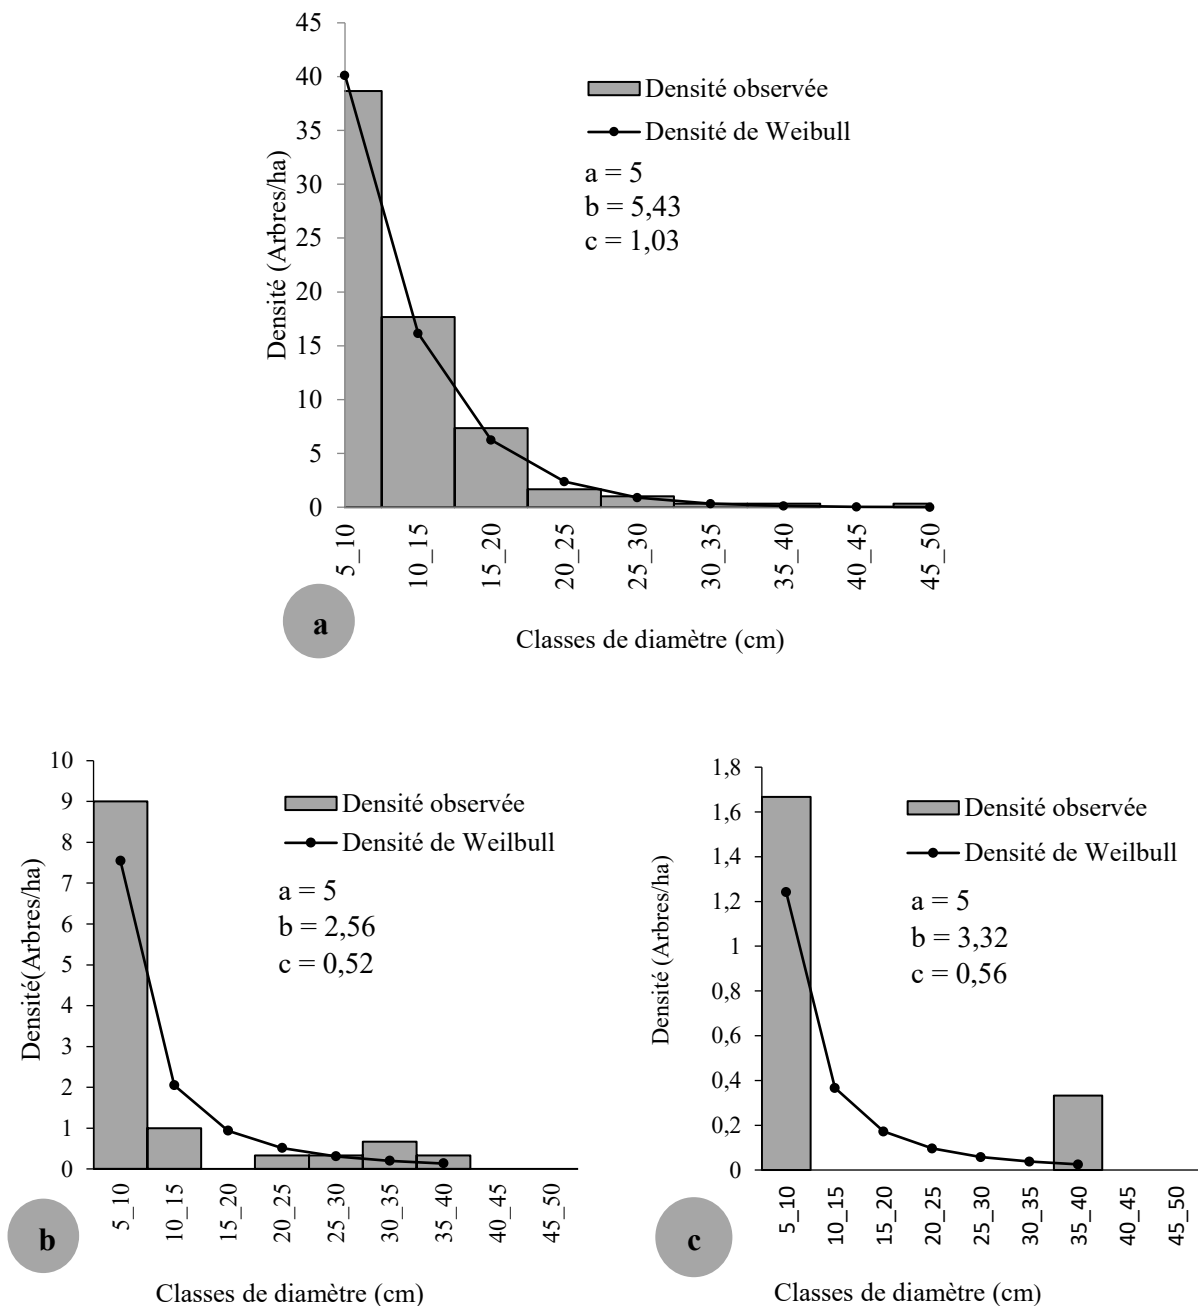 45
40
35
30
25
20
15
10
5
0
Densité (Arbres/ha)
Densité observée
Densité de Weibull
a = 5
b = 5,43
c = 1,03
5_10
10_15
15_20
20_25
25_30
30_35
35_40
40_45
45_50
a
Classes de diamètre (cm)
10
9
8
7
6
5
4
3
2
1
0
Densité(Arbres/ha)
Densité observée
Densité de Weilbull
a = 5
b = 2,56
c = 0,52
5_10
10_15
15_20
20_25
25_30
30_35
35_40
40_45
45_50
b
Classes de diamètre (cm)
1,8
1,6
1,4
1,2
1
0,8
0,6
0,4
0,2
0
Densité (Arbres/ha)
Densité observée
Densité de Weilbull
a = 5
b = 3,32
c = 0,56
5_10
10_15
15_20
20_25
25_30
30_35
35_40
40_45
45_50
c
Classes de diamètre (cm)